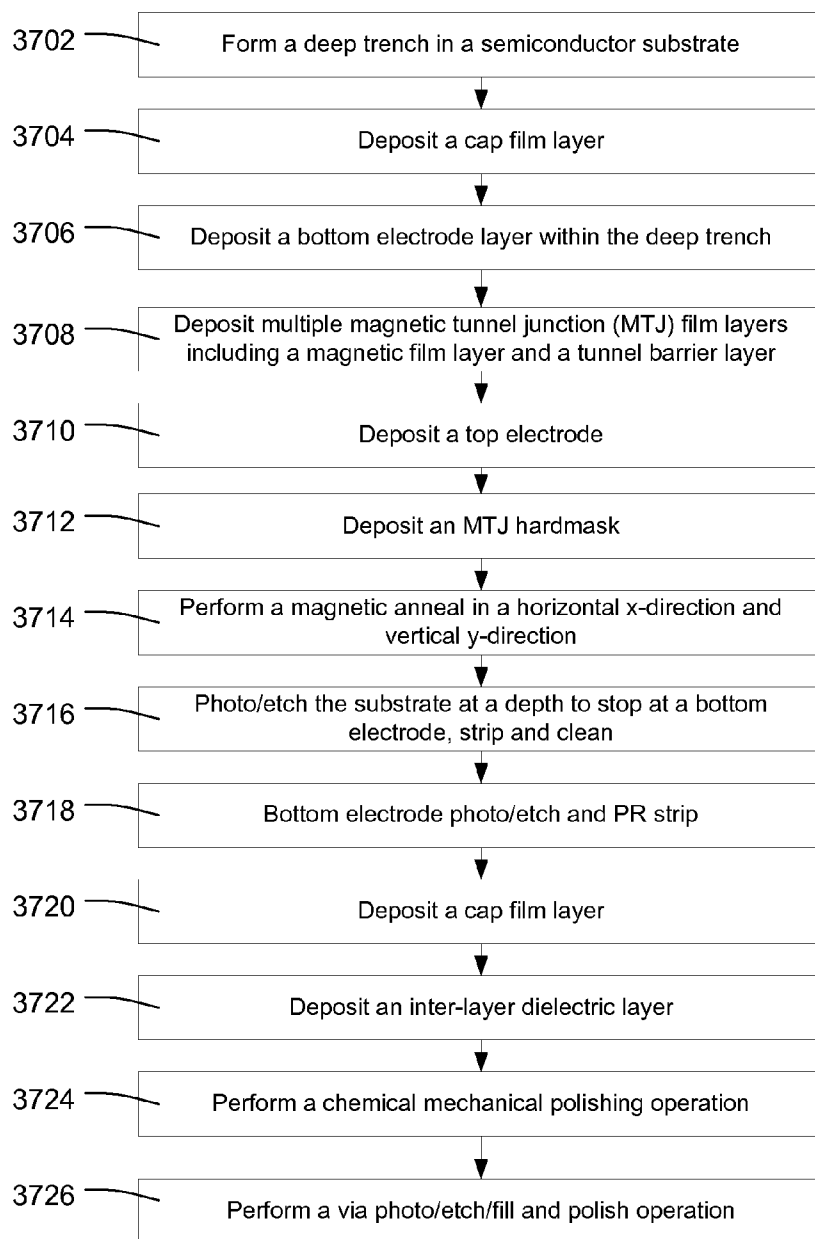 3702
Form a deep trench in a semiconductor substrate
3704
Deposit a cap film layer
3706
Deposit a bottom electrode layer within the deep trench
3708
Deposit multiple magnetic tunnel junction (MTJ) film layers
including a magnetic film layer and a tunnel barrier layer
3710
Deposit a top electrode
3712
Deposit an MTJ hardmask
3714
Perform a magnetic anneal in a horizontal x-direction and
vertical y-direction
3716
Photo/etch the substrate at a depth to stop at a bottom
electrode, strip and clean
3718
Bottom electrode photo/etch and PR strip
3720
Deposit a cap film layer
3722
Deposit an inter-layer dielectric layer
3724
Perform a chemical mechanical polishing operation
3726
Perform a via photo/etch/fill and polish operation